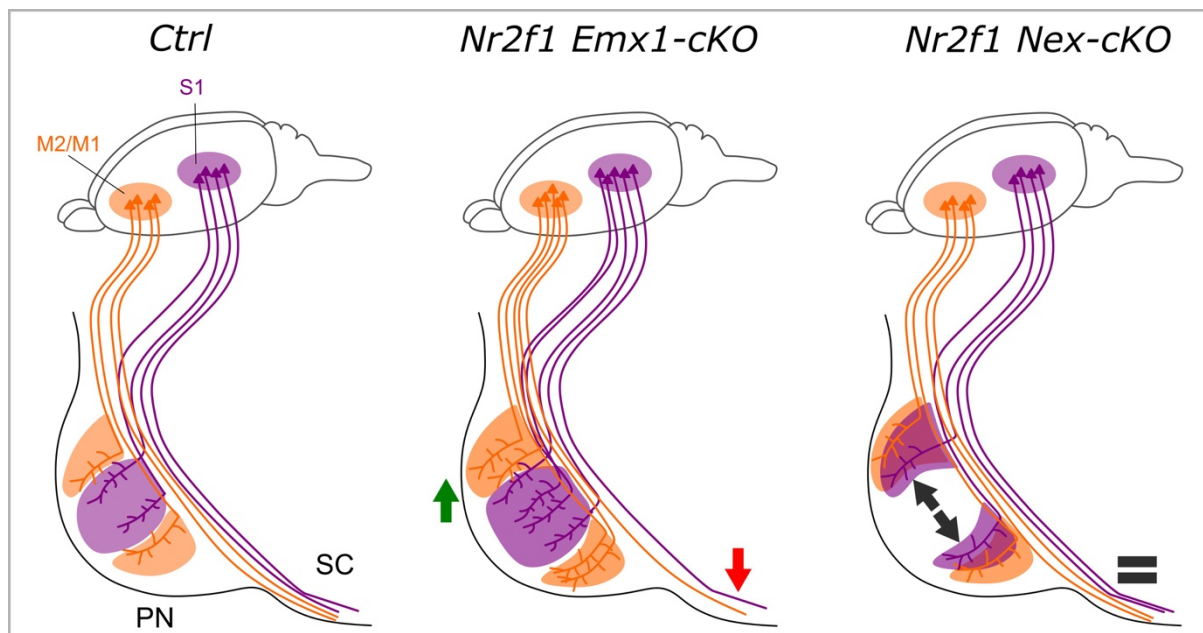 Ctrl
Nr2f1 Emx1-cKO
Nr2f1 Nex-cKO
S1
M2/M1
SC
PN